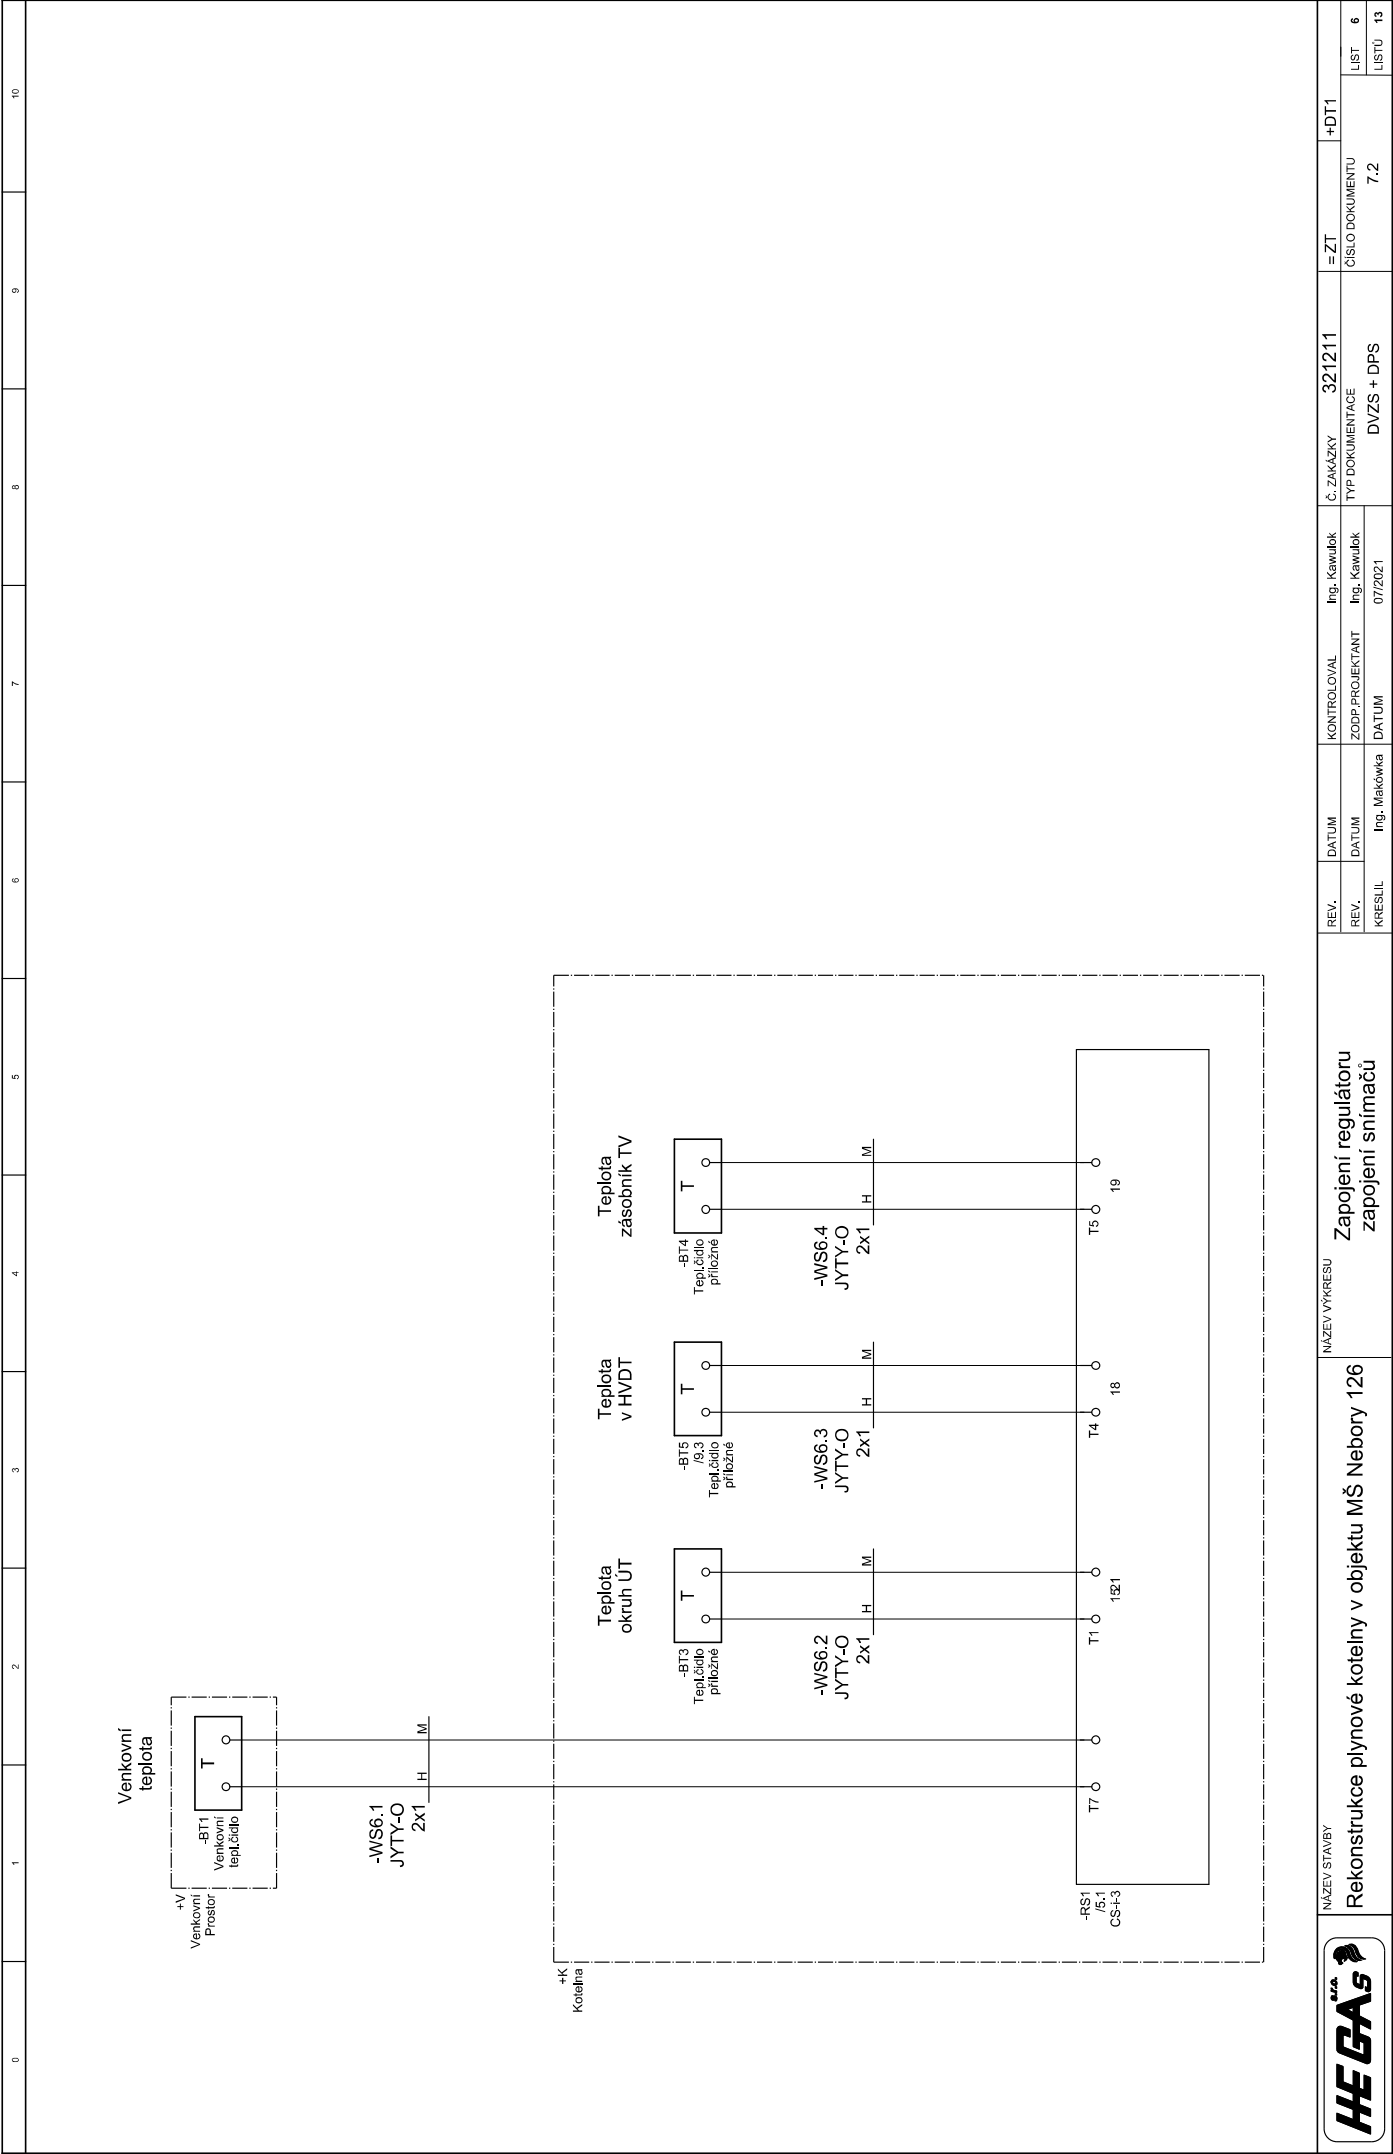 0 1 2 3 4 5 6 7 8 9 10
Venkovní
teplota
+V
Venkovní
Prostor
-BT1
Venkovní
tepl.čidlo
T
-WS6.1
JYTY-O
2x1
H M
+K
Kotelna
Teplota
okruh ÚT
-BT3
Tepl.čidlo
příložné
T
-WS6.2
JYTY-O
2x1
H M
Teplota
v HVDT
-BT5
/9.3
Tepl.čidlo
příložné
T
-WS6.3
JYTY-O
2x1
H M
Teplota
zásobník TV
-BT4
Tepl.čidlo
příložné
T
-WS6.4
JYTY-O
2x1
H M
-RS1
/5.1
CS-i-3
T7 T1 T4 18 T5 19
HEGAs s.r.o.
NÁZEV STAVBY
Rekonstrukce plynové kotelny v objektu MŠ Nebory 126
NÁZEV VÝKRESU
Zapojení regulátoru
zapojení snímačů
REV. DATUM KONTROLOVAL Ing. Kawulok
REV. DATUM ZODP.PROJEKTANT Ing. Kawulok
KRESLIL Ing. Makówka DATUM 07/2021
Č. ZAKÁZKY 321211 =ZT +DT1
TYP DOKUMENTACE
DVZS + DPS
ČÍSLO DOKUMENTU
7.2
LIST 6
LISTŮ 13